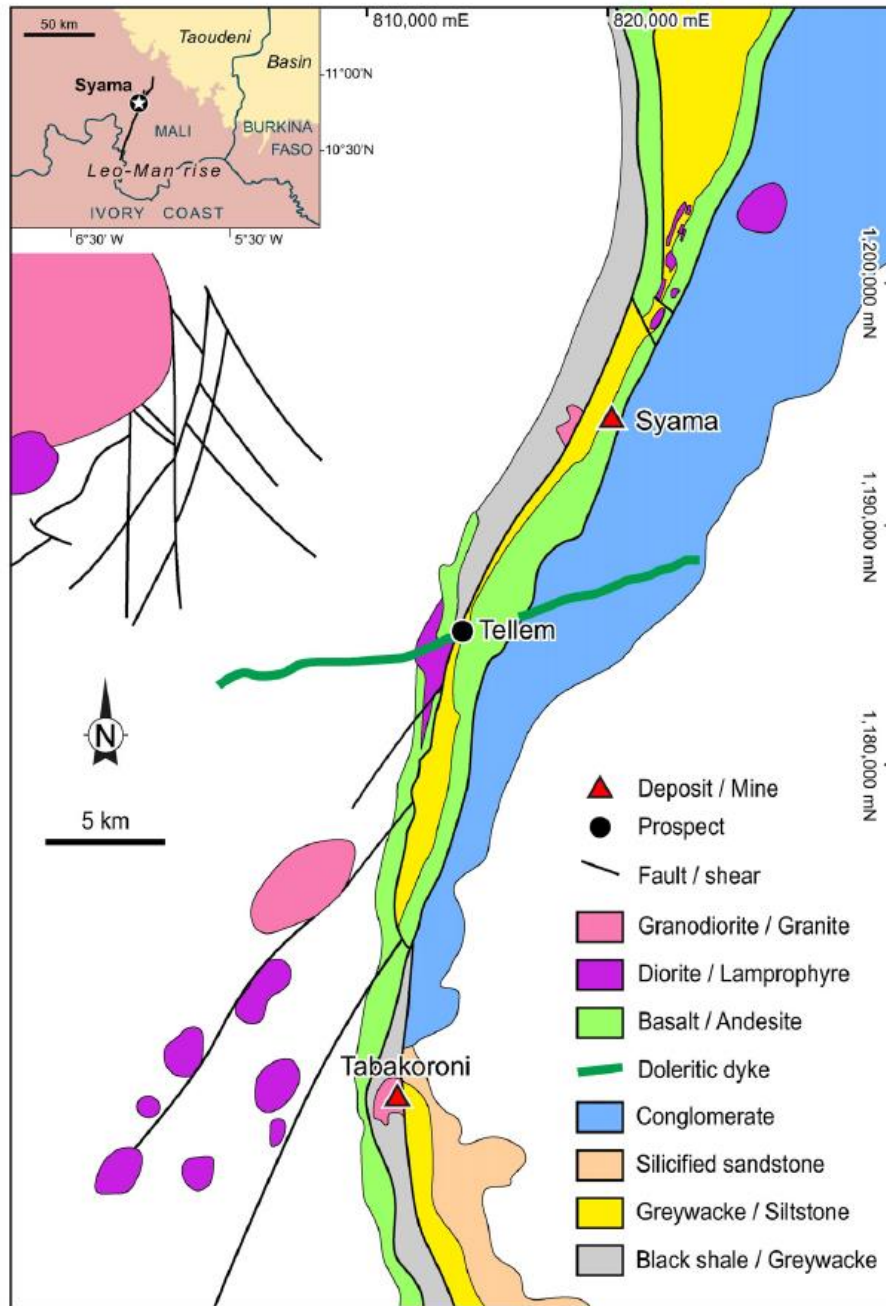 50 km
Taoudeni
Basin
Syama
11°00'N
MALI
BURKINA
FASO
10°30'N
Leo-Man rise
IVORY COAST
6°30' W
5°30' W
810,000 mE
820,000 mE
1,200,000 mN
Syama
1,190,000 mN
Tellem
N
1,180,000 mN
5 km
Deposit / Mine
Prospect
Fault / shear
Granodiorite / Granite
Diorite / Lamprophyre
Basalt / Andesite
Tabakoroni
Doleritic dyke
Conglomerate
Silicified sandstone
Greywacke / Siltstone
Black shale / Greywacke